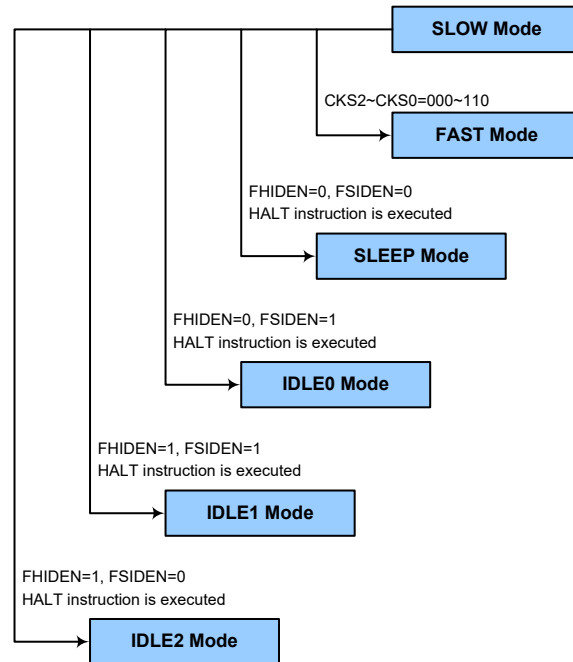 SLOW Mode
CKS2~CKS0=000~110
FAST Mode
FHIDEN=0, FSIDEN=0
HALT instruction is executed
SLEEP Mode
FHIDEN=0, FSIDEN=1
HALT instruction is executed
IDLE0 Mode
FHIDEN=1, FSIDEN=1
HALT instruction is executed
IDLE1 Mode
FHIDEN=1, FSIDEN=0
HALT instruction is executed
IDLE2 Mode